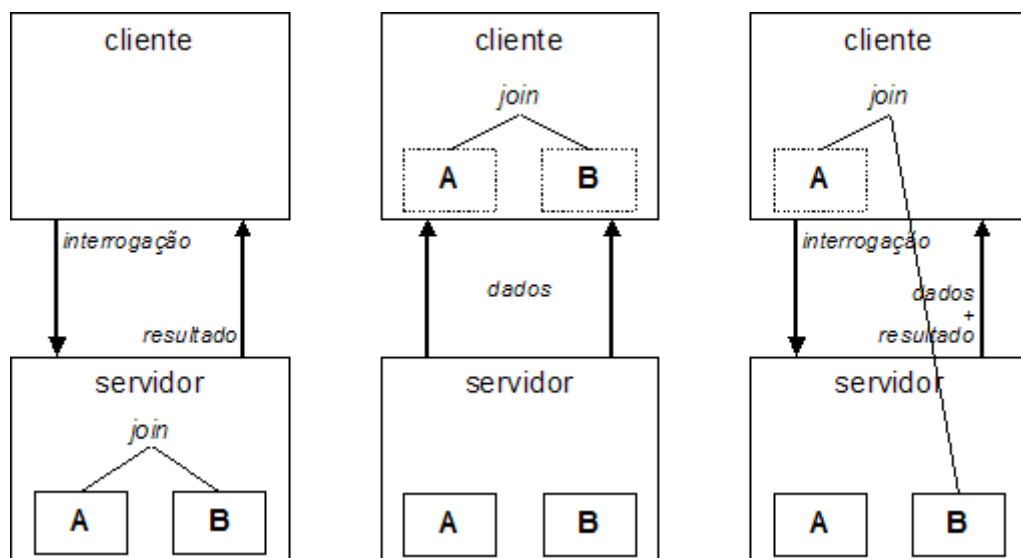 cliente
interrogação
resultado
servidor
join
A B
cliente
join
A B
dados
servidor
A B
cliente
join
A
interrogação
dados
+
resultado
servidor
A B